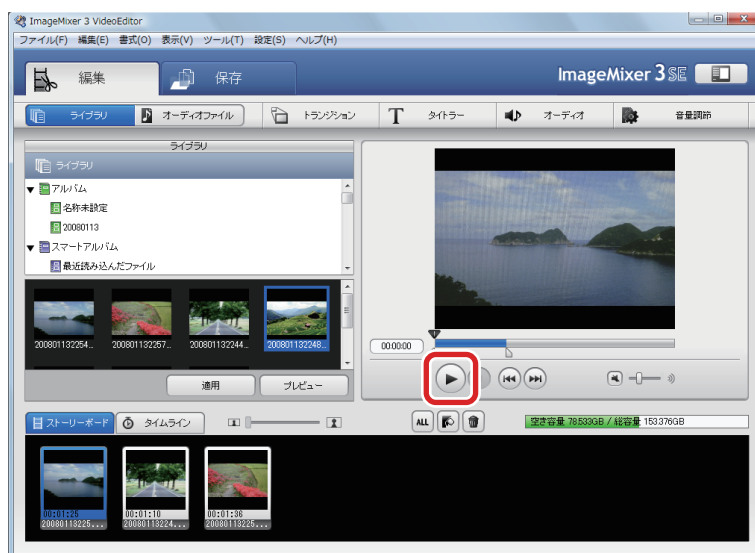 ImageMixer 3 VideoEditor
ファイル(F) 編集(E) 書式(O) 表示(V) ツール(T) 設定(S) ヘルプ(H)
編集 保存 ImageMixer 3 SE
ライブラリ オーディオファイル トランジション T タイトラー オーディオ 音量調節
ライブラリ
ライブラリ
アルバム
名称未設定
20080113
スマートアルバム
最近読み込んだファイル
200801132254... 200801132257... 200801132244... 200801132248...
00:00:00
適用 プレビュー
ストーリーボード タイムライン ALL 空き容量 78.533GB / 総容量 153.376GB
00:01:25 00:01:10 00:01:36
20080113225... 20080113224... 20080113225...